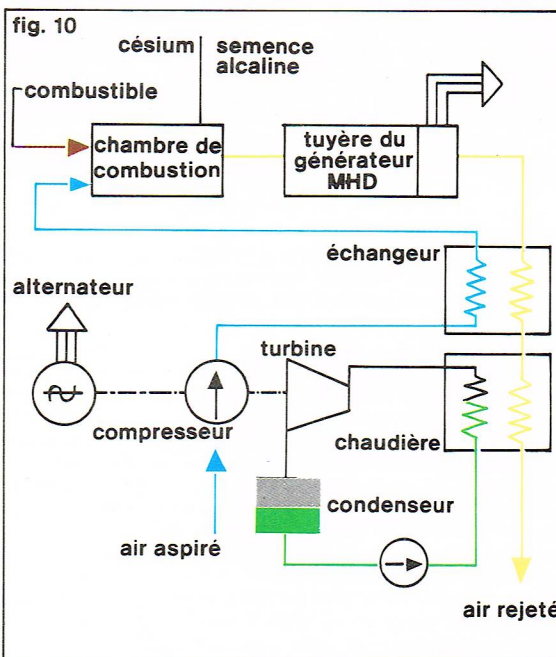 fig. 10
césium semence
alcaline
combustible
chambre de
combustion
tuyère du
générateur
MHD
échangeur
alternateur
turbine
compresseur
chaudière
condenseur
air aspiré
air rejeté